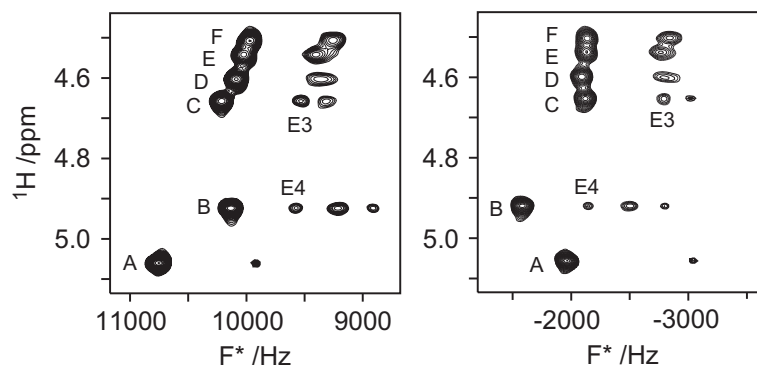 F
E
D
C
E3
E4
B
A
4.6
4.8
5.0
¹H /ppm
11000 10000 9000
F* /Hz
F
E
D
C
E3
E4
B
A
-2000 -3000
F* /Hz